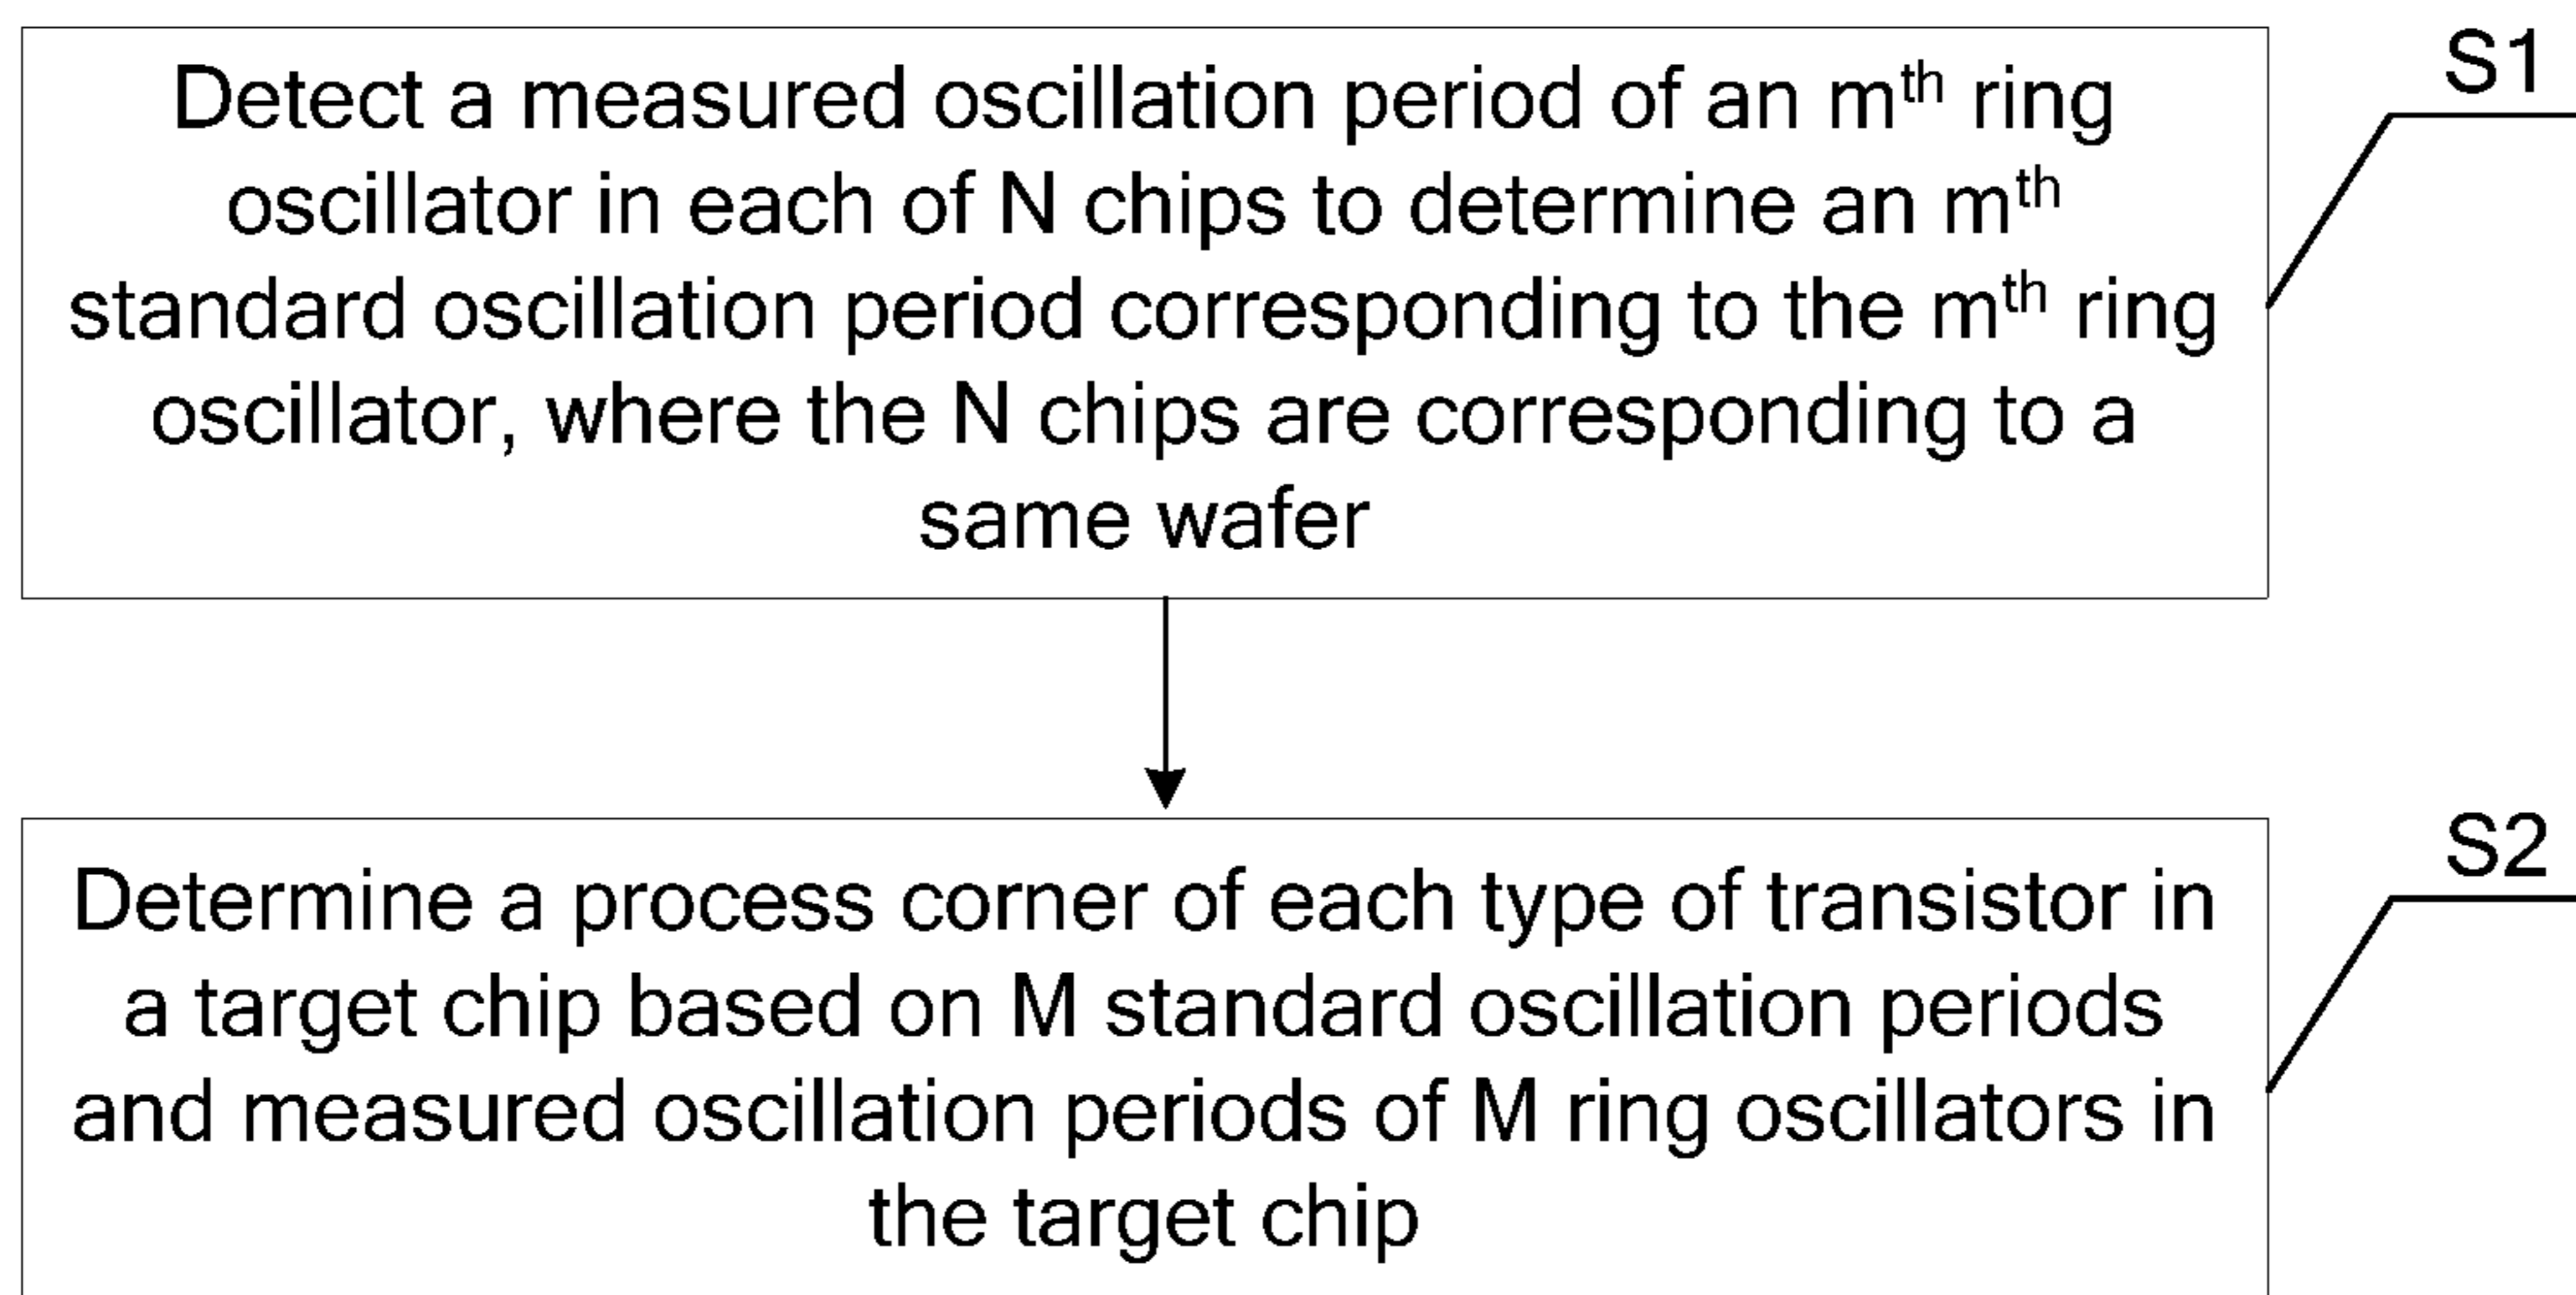 Detect a measured oscillation period of an mth ring
oscillator in each of N chips to determine an mth
standard oscillation period corresponding to the mth ring
oscillator, where the N chips are corresponding to a
same wafer
S1
Determine a process corner of each type of transistor in
a target chip based on M standard oscillation periods
and measured oscillation periods of M ring oscillators in
the target chip
S2